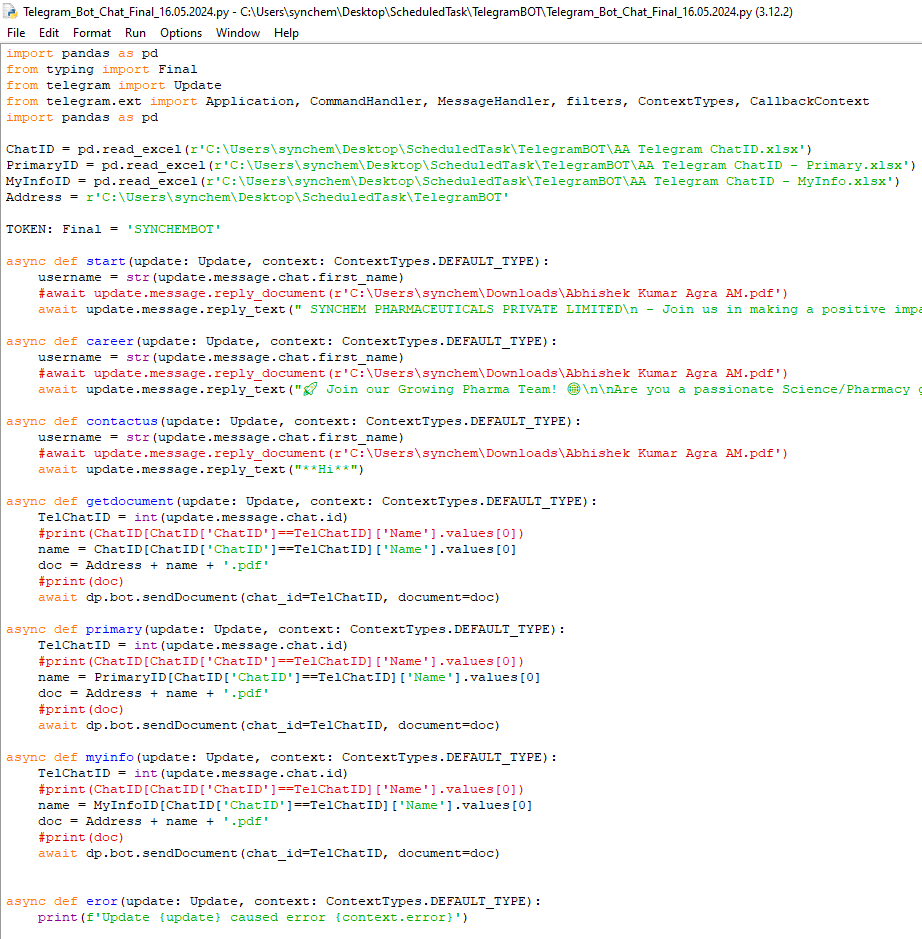 Telegram_Bot_Chat_Final_16.05.2024.py - C:\Users\synchem\Desktop\ScheduledTask\TelegramBOT\Telegram_Bot_Chat_Final_16.05.2024.py (3.12.2)
File Edit Format Run Options Window Help
import pandas as pd
from typing import Final
from telegram import Update
from telegram.ext import Application, CommandHandler, MessageHandler, filters, ContextTypes, CallbackContext
import pandas as pd
ChatID = pd.read_excel(r'C:\Users\synchem\Desktop\ScheduledTask\TelegramBOT\AA Telegram ChatID.xlsx')
PrimaryID = pd.read_excel(r'C:\Users\synchem\Desktop\ScheduledTask\TelegramBOT\AA Telegram ChatID - Primary.xlsx')
MyInfoID = pd.read_excel(r'C:\Users\synchem\Desktop\ScheduledTask\TelegramBOT\AA Telegram ChatID - MyInfo.xlsx')
Address = r'C:\Users\synchem\Desktop\ScheduledTask\TelegramBOT'
TOKEN: Final = 'SYNCHEMBOT'
async def start(update: Update, context: ContextTypes.DEFAULT_TYPE):
    username = str(update.message.chat.first_name)
    #await update.message.reply_document(r'C:\Users\synchem\Downloads\Abhishek Kumar Agra AM.pdf')
    await update.message.reply_text(" SYNCHEM PHARMACEUTICALS PRIVATE LIMITED\n - Join us in making a positive impa
async def career(update: Update, context: ContextTypes.DEFAULT_TYPE):
    username = str(update.message.chat.first_name)
    #await update.message.reply_document(r'C:\Users\synchem\Downloads\Abhishek Kumar Agra AM.pdf')
    await update.message.reply_text("🚀 Join our Growing Pharma Team! 🌐\n\nAre you a passionate Science/Pharmacy g
async def contactus(update: Update, context: ContextTypes.DEFAULT_TYPE):
    username = str(update.message.chat.first_name)
    #await update.message.reply_document(r'C:\Users\synchem\Downloads\Abhishek Kumar Agra AM.pdf')
    await update.message.reply_text("**Hi**")
async def getdocument(update: Update, context: ContextTypes.DEFAULT_TYPE):
    TelChatID = int(update.message.chat.id)
    #print(ChatID[ChatID['ChatID']==TelChatID]['Name'].values[0])
    name = ChatID[ChatID['ChatID']==TelChatID]['Name'].values[0]
    doc = Address + name + '.pdf'
    #print(doc)
    await dp.bot.sendDocument(chat_id=TelChatID, document=doc)
async def primary(update: Update, context: ContextTypes.DEFAULT_TYPE):
    TelChatID = int(update.message.chat.id)
    #print(ChatID[ChatID['ChatID']==TelChatID]['Name'].values[0])
    name = PrimaryID[ChatID['ChatID']==TelChatID]['Name'].values[0]
    doc = Address + name + '.pdf'
    #print(doc)
    await dp.bot.sendDocument(chat_id=TelChatID, document=doc)
async def myinfo(update: Update, context: ContextTypes.DEFAULT_TYPE):
    TelChatID = int(update.message.chat.id)
    #print(ChatID[ChatID['ChatID']==TelChatID]['Name'].values[0])
    name = MyInfoID[ChatID['ChatID']==TelChatID]['Name'].values[0]
    doc = Address + name + '.pdf'
    #print(doc)
    await dp.bot.sendDocument(chat_id=TelChatID, document=doc)
async def eror(update: Update, context: ContextTypes.DEFAULT_TYPE):
    print(f'Update {update} caused error {context.error}')